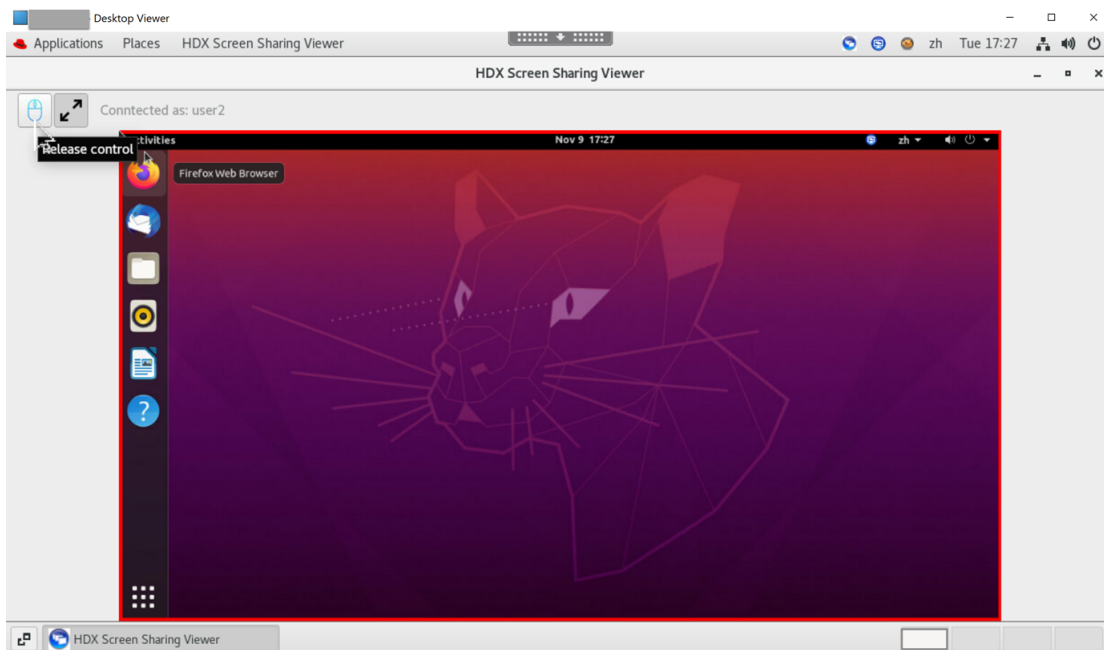 Desktop Viewer
Applications Places HDX Screen Sharing Viewer zh Tue 17:27
HDX Screen Sharing Viewer
Conntected as: user2
Release control
tivities Nov 9 17:27 zh
Firefox Web Browser
?
HDX Screen Sharing Viewer